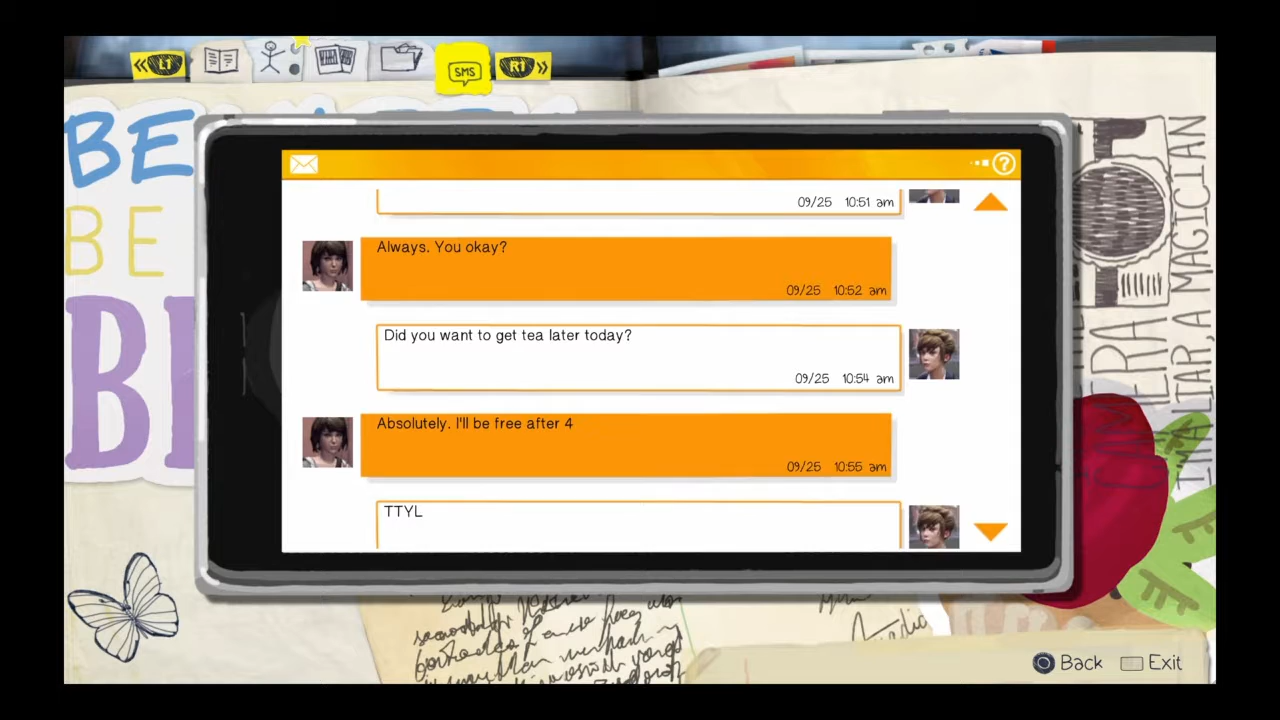 L1
SMS
R1
BE
BE
09/25 10:51 am
Always. You okay?
09/25 10:52 am
Did you want to get tea later today?
09/25 10:54 am
Absolutely. I'll be free after 4
09/25 10:55 am
TTYL
A LIAR, A MAGICIAN
Back
Exit